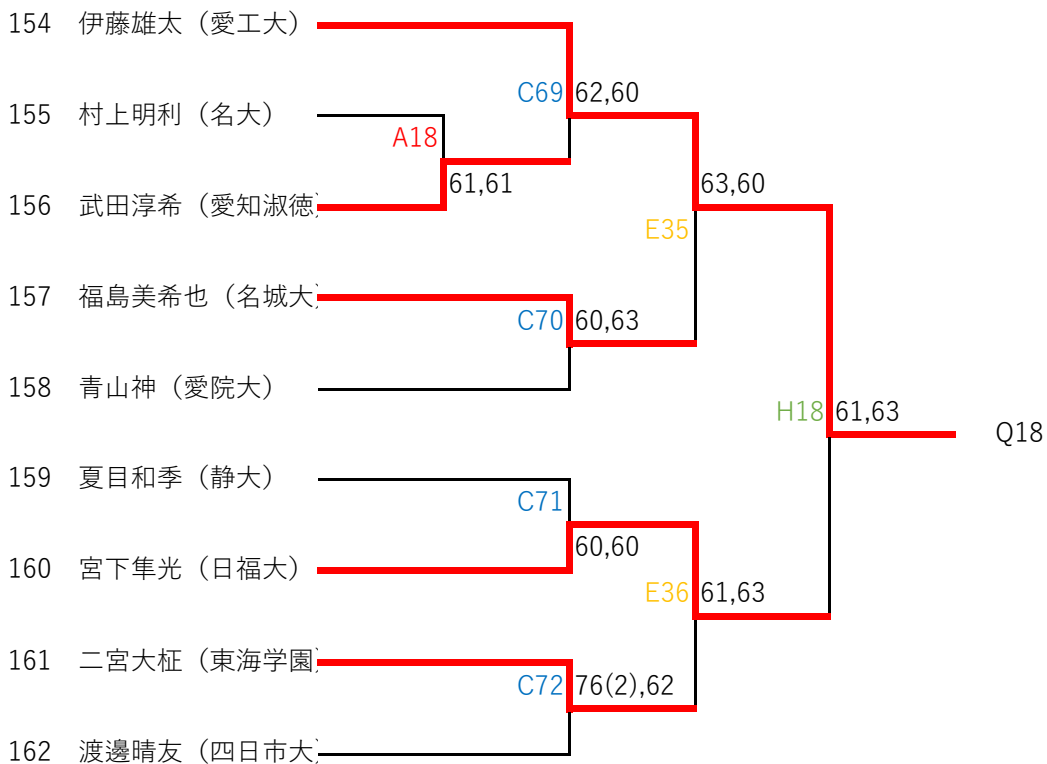 154 伊藤雄太（愛工大）
C69 62,60
155 村上明利（名大）
A18
61,61
63,60
156 武田淳希（愛知淑徳）
E35
157 福島美希也（名城大）
C70 60,63
158 青山神（愛院大）
H18 61,63
Q18
159 夏目和季（静大）
C71
60,60
160 宮下隼光（日福大）
E36 61,63
161 二宮大柾（東海学園）
C72 76(2),62
162 渡邊晴友（四日市大）